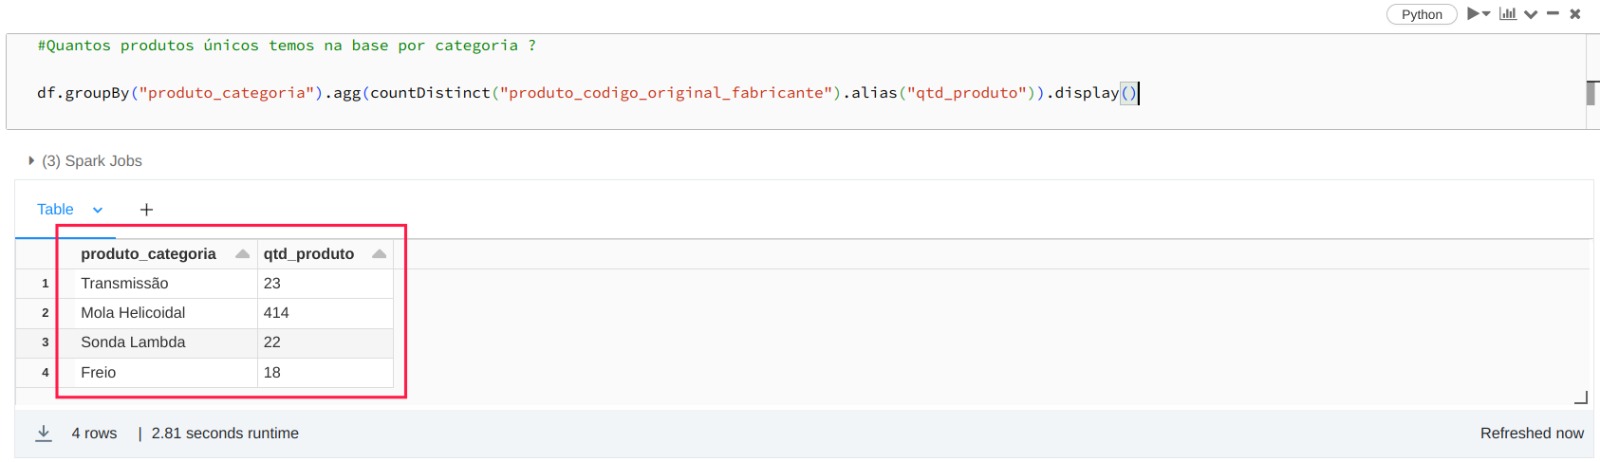 Python
#Quantos produtos únicos temos na base por categoria ?
df.groupBy("produto_categoria").agg(countDistinct("produto_codigo_original_fabricante").alias("qtd_produto")).display()
(3) Spark Jobs
Table
produto_categoria qtd_produto
1 Transmissão 23
2 Mola Helicoidal 414
3 Sonda Lambda 22
4 Freio 18
4 rows | 2.81 seconds runtime Refreshed now